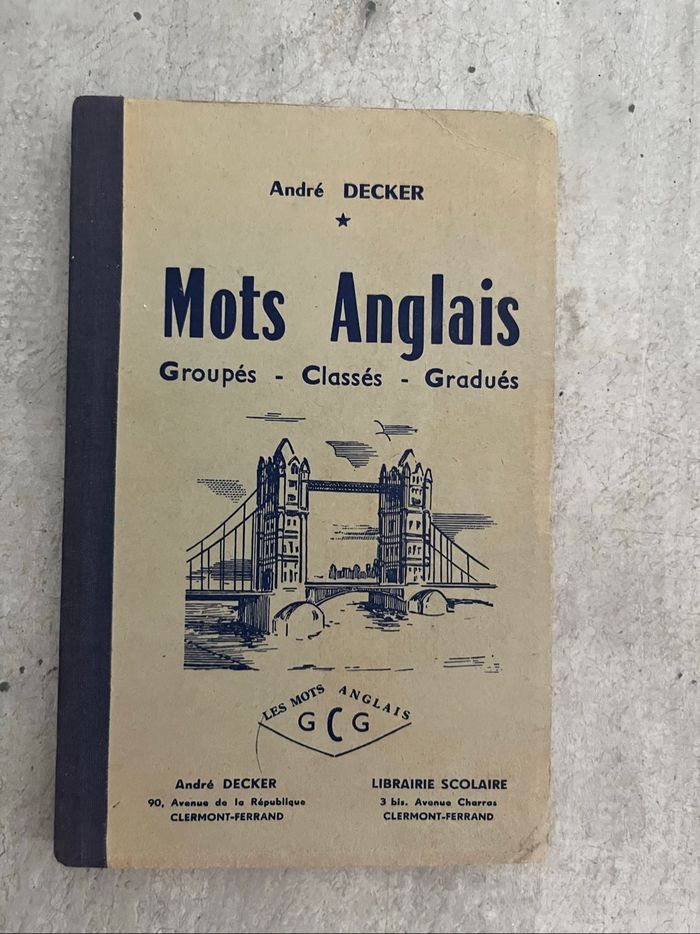 André DECKER
Mots Anglais
Groupés - Classés - Gradués
LES MOTS ANGLAIS
G C G
André DECKER
90, Avenue de la République
CLERMONT-FERRAND
LIBRAIRIE SCOLAIRE
3 bis. Avenue Charras
CLERMONT-FERRAND